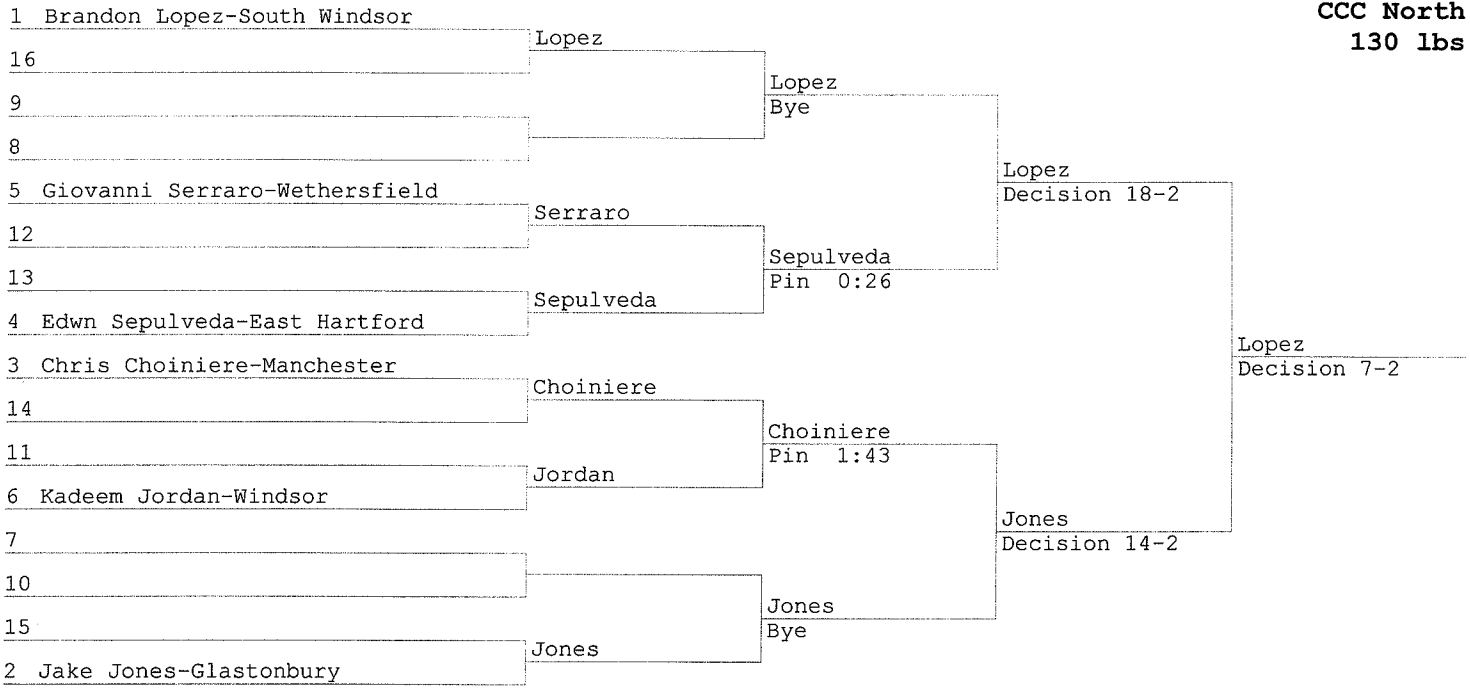 CCC North
130 lbs
1 Brandon Lopez-South Windsor
Lopez
16
Lopez
9
Bye
8
Lopez
5 Giovanni Serraro-Wethersfield
Decision 18-2
Serraro
12
Sepulveda
13
Pin 0:26
Sepulveda
4 Edwn Sepulveda-East Hartford
Lopez
3 Chris Choiniere-Manchester
Decision 7-2
Choiniere
14
Choiniere
11
Pin 1:43
Jordan
6 Kadeem Jordan-Windsor
Jones
7
Decision 14-2
10
Jones
15
Bye
Jones
2 Jake Jones-Glastonbury